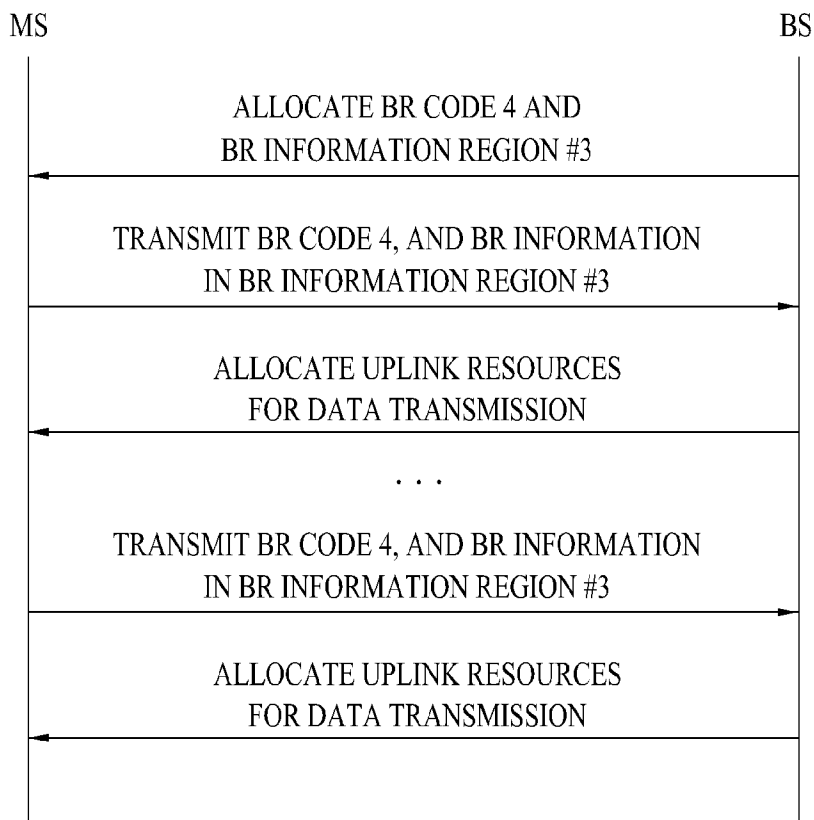 MS
BS
ALLOCATE BR CODE 4 AND
BR INFORMATION REGION #3
TRANSMIT BR CODE 4, AND BR INFORMATION
IN BR INFORMATION REGION #3
ALLOCATE UPLINK RESOURCES
FOR DATA TRANSMISSION
. . .
TRANSMIT BR CODE 4, AND BR INFORMATION
IN BR INFORMATION REGION #3
ALLOCATE UPLINK RESOURCES
FOR DATA TRANSMISSION